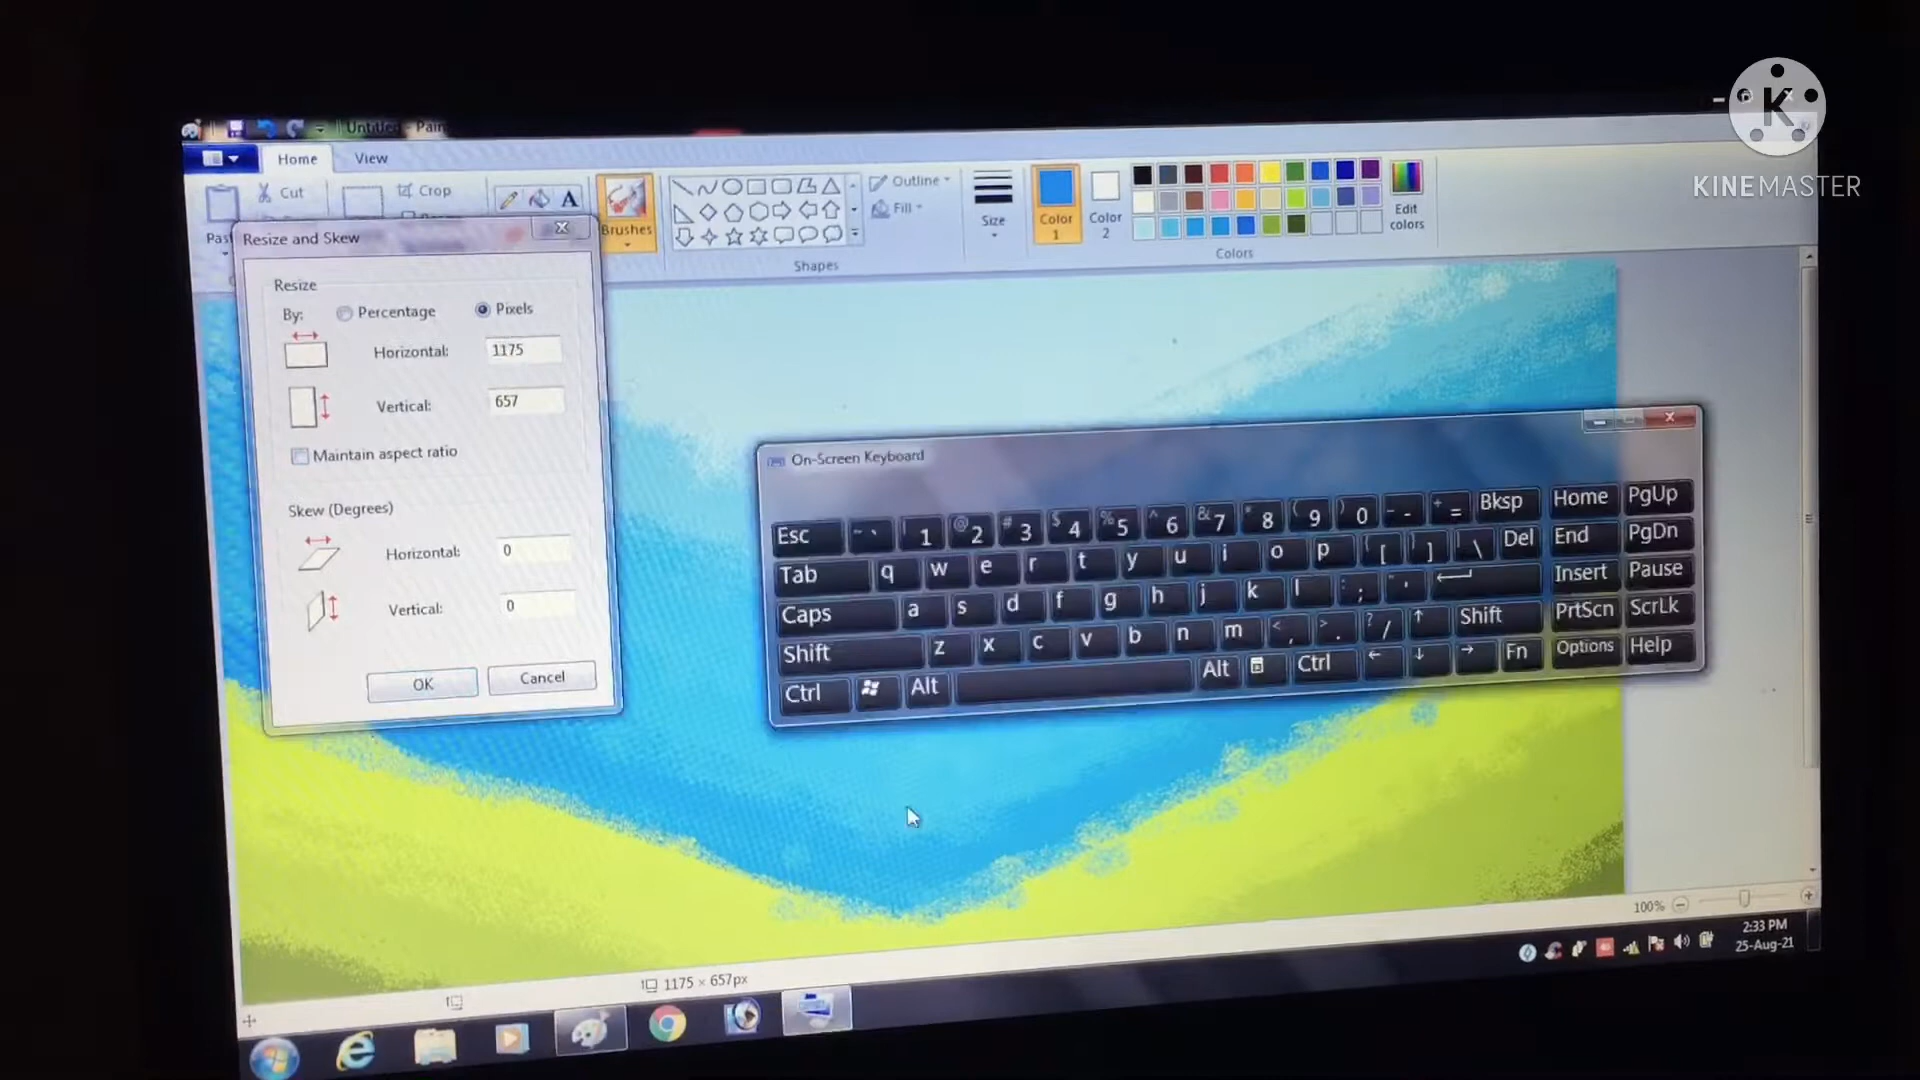 Untitled - Paint
KINEMASTER
Home View
Cut
Crop
Outline
Fill
Brushes
Shapes
Size
Color 1
Color 2
Edit colors
Colors
Resize and Skew
Resize
By: Percentage Pixels
Horizontal: 1175
Vertical: 657
Maintain aspect ratio
Skew (Degrees)
Horizontal: 0
Vertical: 0
OK Cancel
On-Screen Keyboard
Esc ~ ` ! 1 @ 2 # 3 $ 4 % 5 ^ 6 & 7 * 8 ( 9 ) 0 - + = Bksp Home PgUp
Tab q w e r t y u i o p [ ] \ Del End PgDn
Caps a s d f g h j k l : ; " ' Insert Pause
Shift z x c v b n m < , > . ? / ↑ Shift PrtScn ScrLk
Ctrl Alt Alt Ctrl ← ↓ → Fn Options Help
100%
1175 × 657px
2:33 PM
25-Aug-21